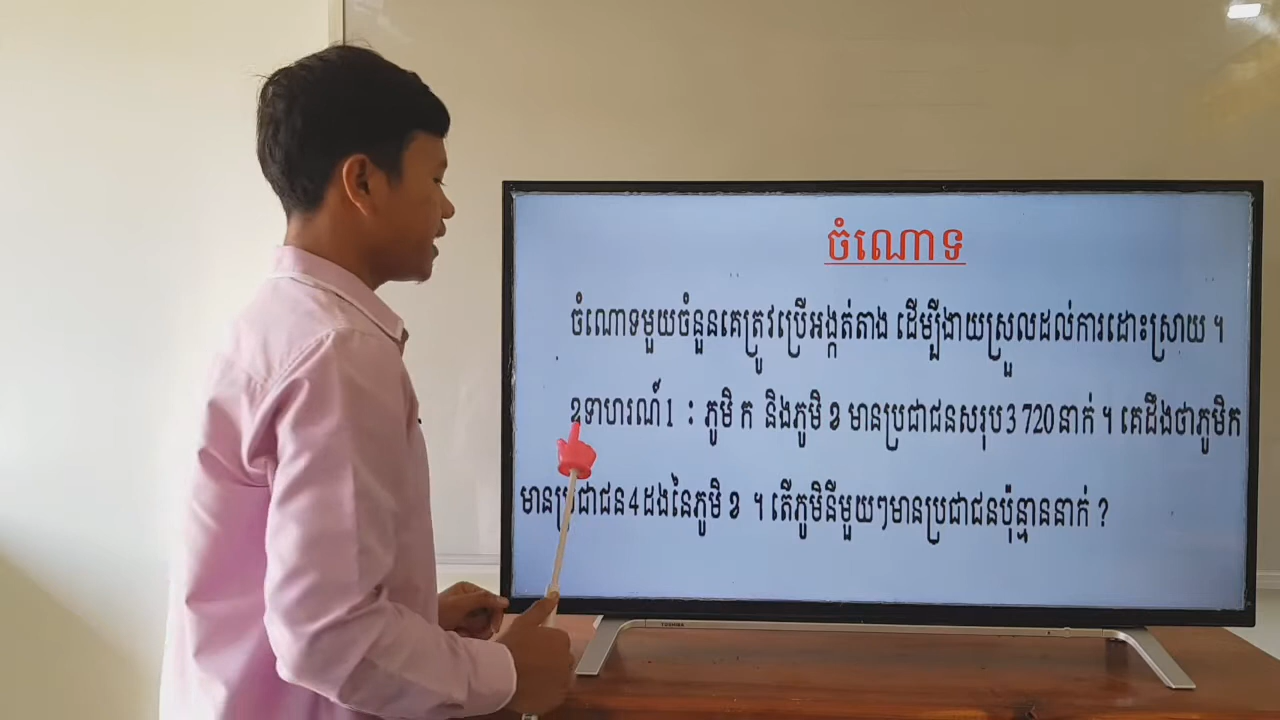 ចំណោទ
ចំណោទមួយចំនួនគេត្រូវប្រើអង្កត់តាង ដើម្បីងាយស្រួលដល់ការដោះស្រាយ ។
ឧទាហរណ៍1 : ភូមិ ក និងភូមិ ខ មានប្រជាជនសរុប3 720នាក់ ។ គេដឹងថាភូមិក
មានប្រជាជន4ដងនៃភូមិ ខ ។ តើភូមិនីមួយៗមានប្រជាជនប៉ុន្មាននាក់ ?
TOSHIBA